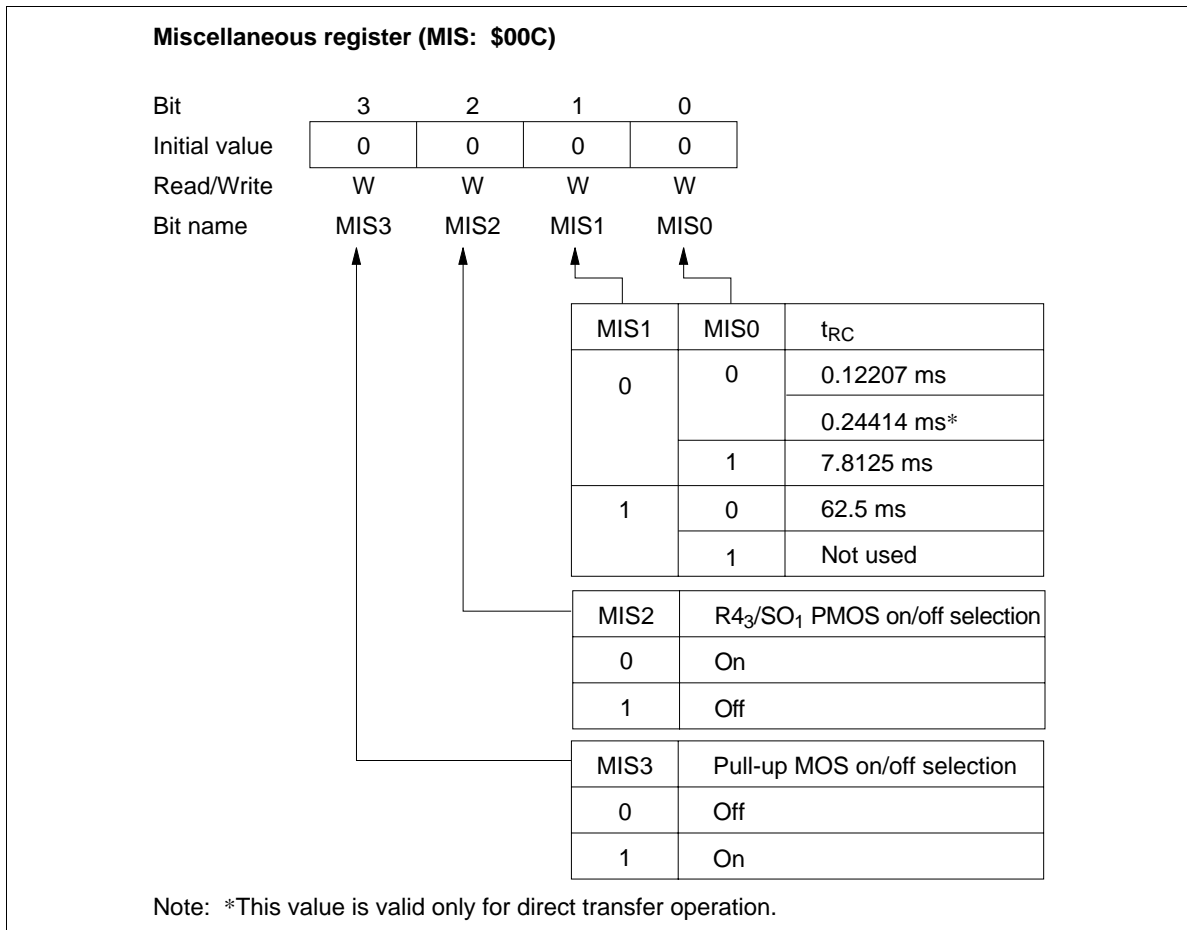 Miscellaneous register (MIS: $00C)
Bit 3 2 1 0
Initial value 0 0 0 0
Read/Write W W W W
Bit name MIS3 MIS2 MIS1 MIS0
MIS1 MIS0 tRC
0 0 0.12207 ms
0.24414 ms*
1 7.8125 ms
1 0 62.5 ms
1 Not used
MIS2 R43/SO1 PMOS on/off selection
0 On
1 Off
MIS3 Pull-up MOS on/off selection
0 Off
1 On
Note: *This value is valid only for direct transfer operation.